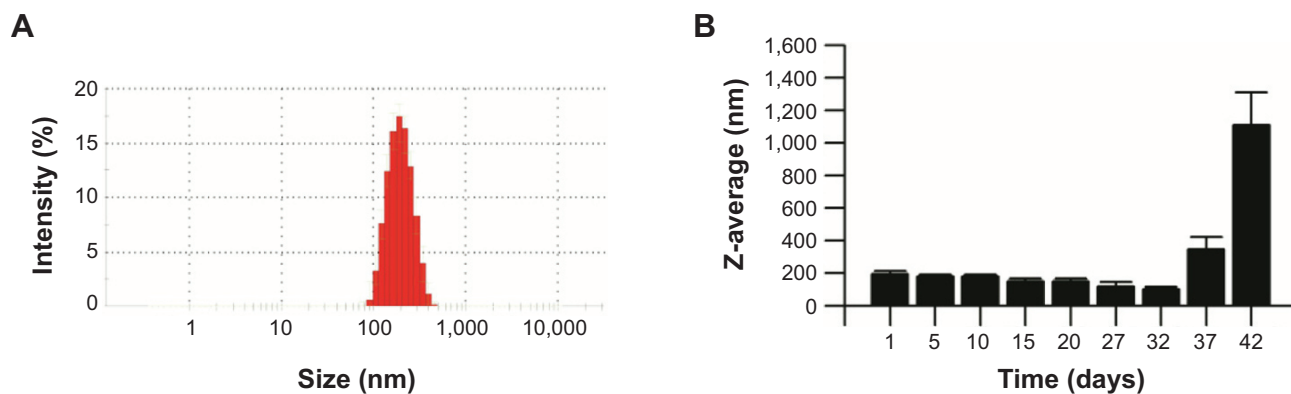 A
Intensity (%)
20
15
10
5
0
1 10 100 1,000 10,000
Size (nm)
B
Z-average (nm)
1,600
1,400
1,200
1,000
800
600
400
200
0
1 5 10 15 20 27 32 37 42
Time (days)